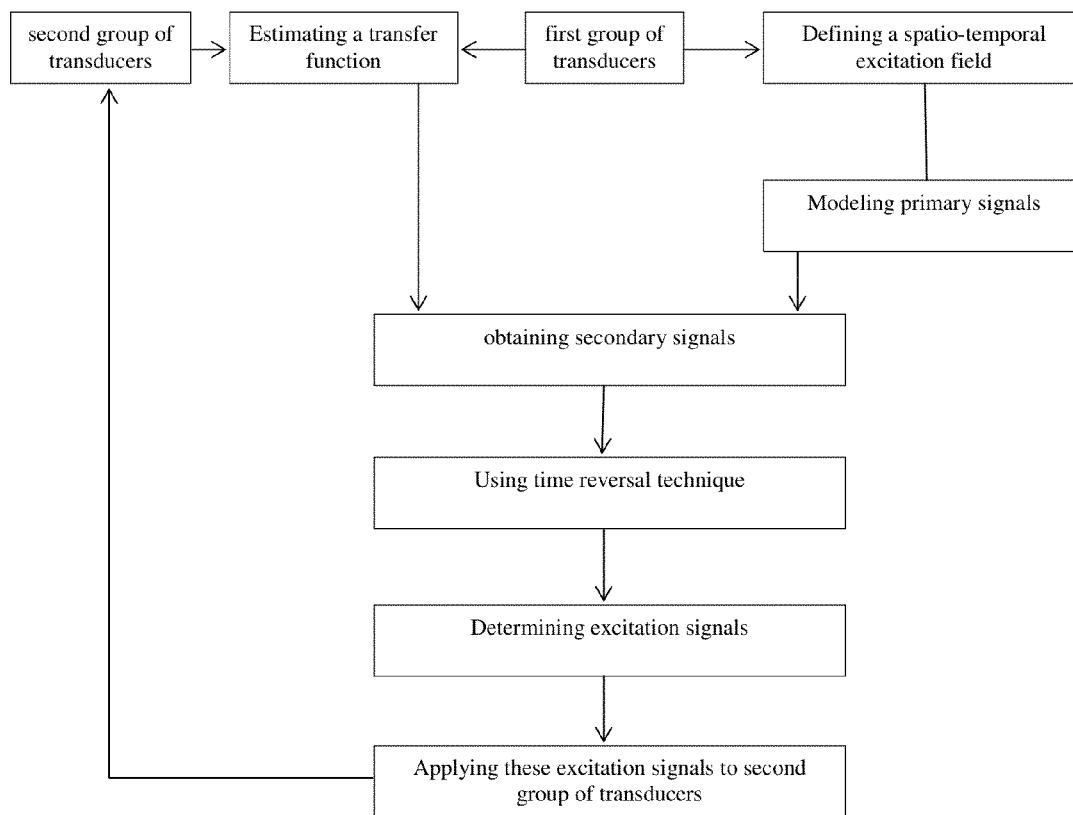 second group of
transducers
Estimating a transfer
function
first group of
transducers
Defining a spatio-temporal
excitation field
Modeling primary signals
obtaining secondary signals
Using time reversal technique
Determining excitation signals
Applying these excitation signals to second
group of transducers